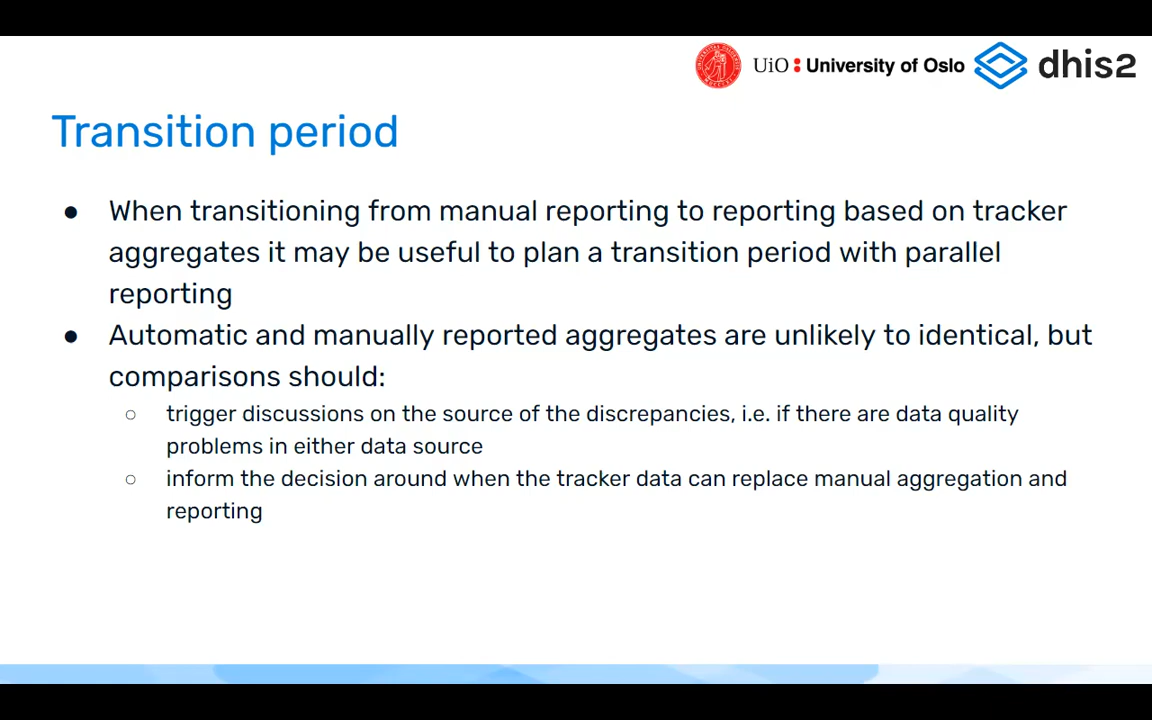 UiO : University of Oslo dhis2
Transition period
● When transitioning from manual reporting to reporting based on tracker
aggregates it may be useful to plan a transition period with parallel
reporting
● Automatic and manually reported aggregates are unlikely to identical, but
comparisons should:
○ trigger discussions on the source of the discrepancies, i.e. if there are data quality
problems in either data source
○ inform the decision around when the tracker data can replace manual aggregation and
reporting